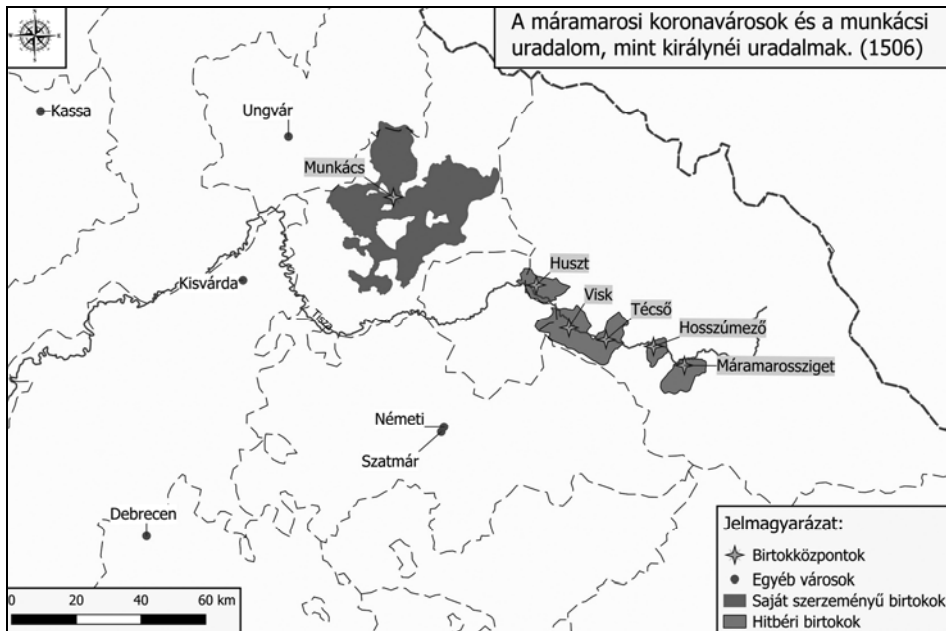 A máramarosi koronavárosok és a munkácsi
uradalom, mint királynéi uradalmak. (1506)
Kassa
Ungvár
Munkács
Kisvárda
Tisza
Huszt
Visk
Técső
Hosszúmező
Máramarossziget
Németi
Szatmár
Debrecen
Jelmagyarázat:
Birtokközpontok
Egyéb városok
Saját szerzeményű birtokok
Hitbéri birtokok
0 20 40 60 km